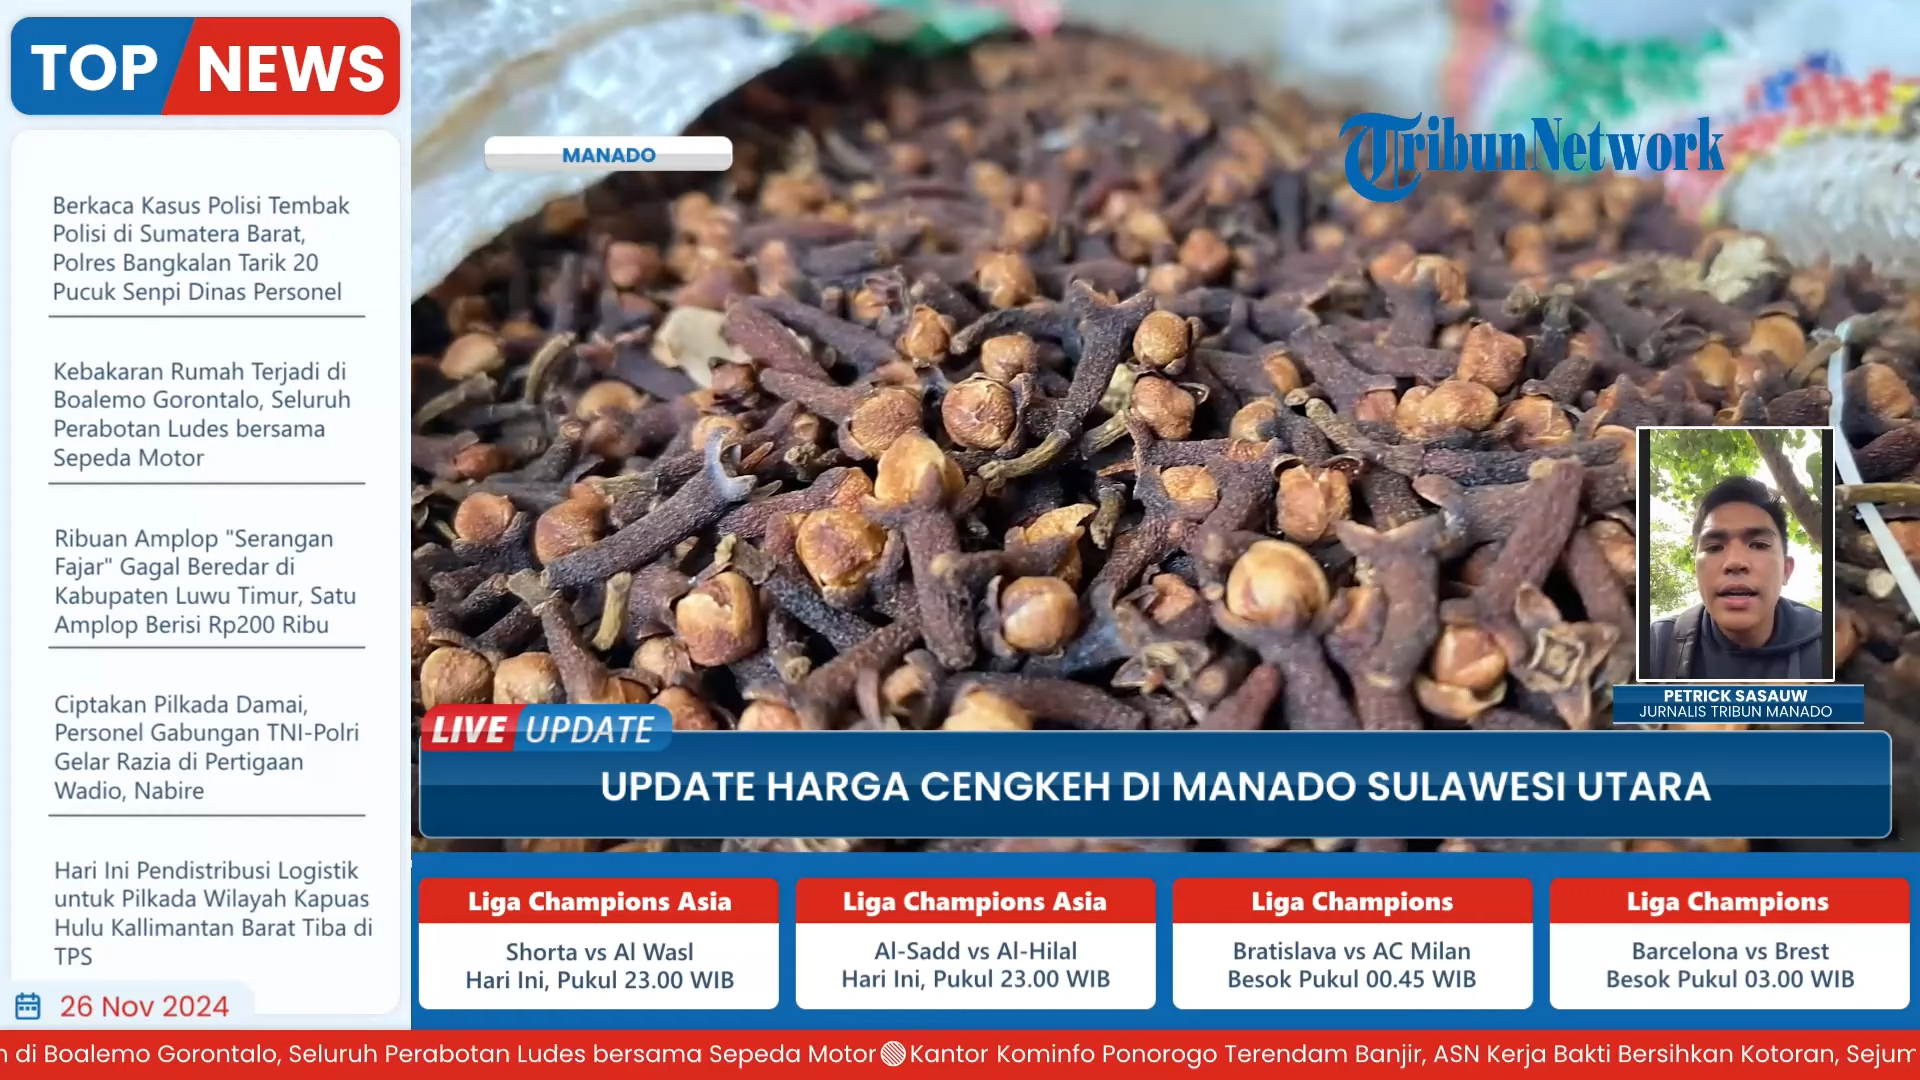 TOP NEWS
Berkaca Kasus Polisi Tembak
Polisi di Sumatera Barat,
Polres Bangkalan Tarik 20
Pucuk Senpi Dinas Personel
Kebakaran Rumah Terjadi di
Boalemo Gorontalo, Seluruh
Perabotan Ludes bersama
Sepeda Motor
Ribuan Amplop "Serangan
Fajar" Gagal Beredar di
Kabupaten Luwu Timur, Satu
Amplop Berisi Rp200 Ribu
Ciptakan Pilkada Damai,
Personel Gabungan TNI-Polri
Gelar Razia di Pertigaan
Wadio, Nabire
Hari Ini Pendistribusi Logistik
untuk Pilkada Wilayah Kapuas
Hulu Kallimantan Barat Tiba di
TPS
26 Nov 2024
MANADO
TribunNetwork
PETRICK SASAUW
JURNALIS TRIBUN MANADO
LIVE UPDATE
UPDATE HARGA CENGKEH DI MANADO SULAWESI UTARA
Liga Champions Asia
Shorta vs Al Wasl
Hari Ini, Pukul 23.00 WIB
Liga Champions Asia
Al-Sadd vs Al-Hilal
Hari Ini, Pukul 23.00 WIB
Liga Champions
Bratislava vs AC Milan
Besok Pukul 00.45 WIB
Liga Champions
Barcelona vs Brest
Besok Pukul 03.00 WIB
n di Boalemo Gorontalo, Seluruh Perabotan Ludes bersama Sepeda Motor Kantor Kominfo Ponorogo Terendam Banjir, ASN Kerja Bakti Bersihkan Kotoran, Sejum